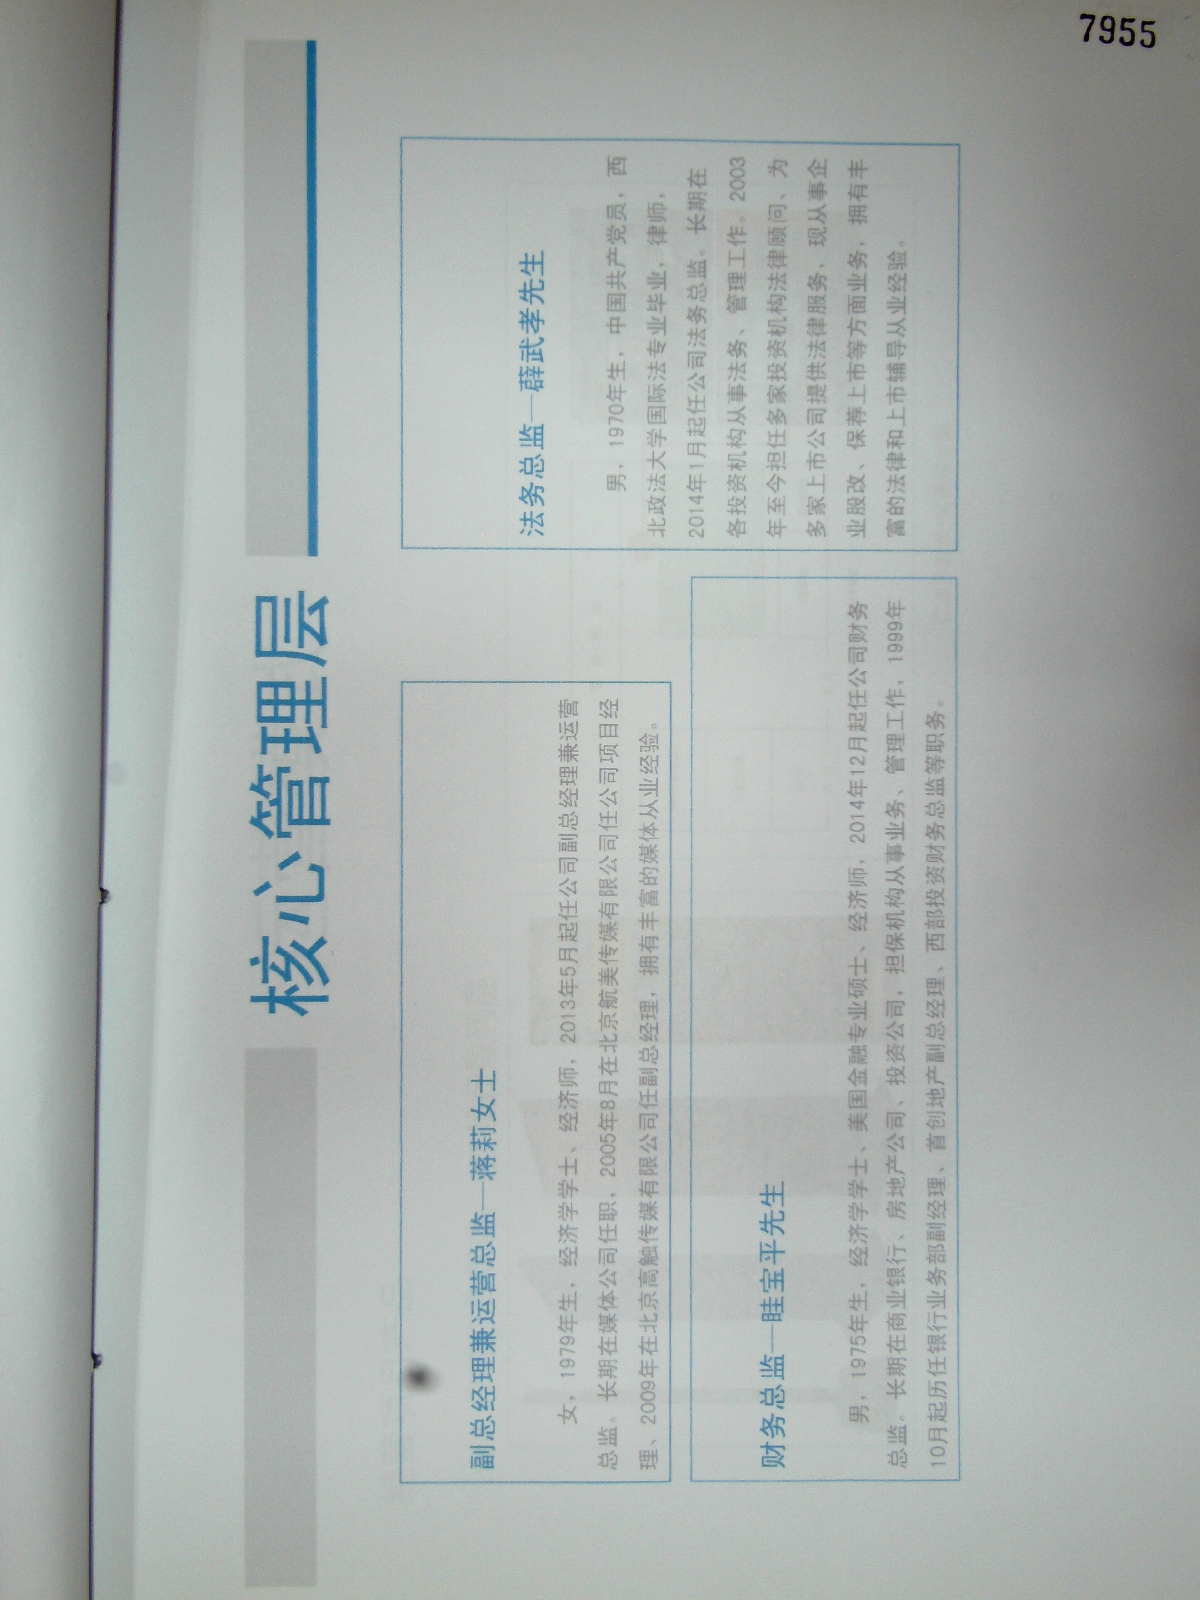 7955
核心管理层
副总经理兼运营总监—蒋莉女士
女，1979年生，经济学学士、经济师，2013年5月起任公司副总经理兼运营
总监。长期在媒体公司任职，2005年8月在北京航美传媒有限公司任公司项目经
理、2009年在北京高触传媒有限公司任副总经理，拥有丰富的媒体从业经验。
财务总监—眭宝平先生
男，1975年生，经济学学士、美国金融专业硕士、经济师，2014年12月起任公司财务
总监。长期在商业银行、房地产公司、投资公司，担保机构从事业务、管理工作，1999年
10月起历任银行业务部副经理、首创地产副总经理、西部投资财务总监等职务。
法务总监—薛武孝先生
男，1970年生，中国共产党员，西
北政法大学国际法专业毕业，律师，
2014年1月起任公司法务总监。长期在
各投资机构从事法务、管理工作。2003
年至今担任多家投资机构法律顾问、为
多家上市公司提供法律服务，现从事企
业股改、保荐上市等方面业务，拥有丰
富的法律和上市辅导从业经验。